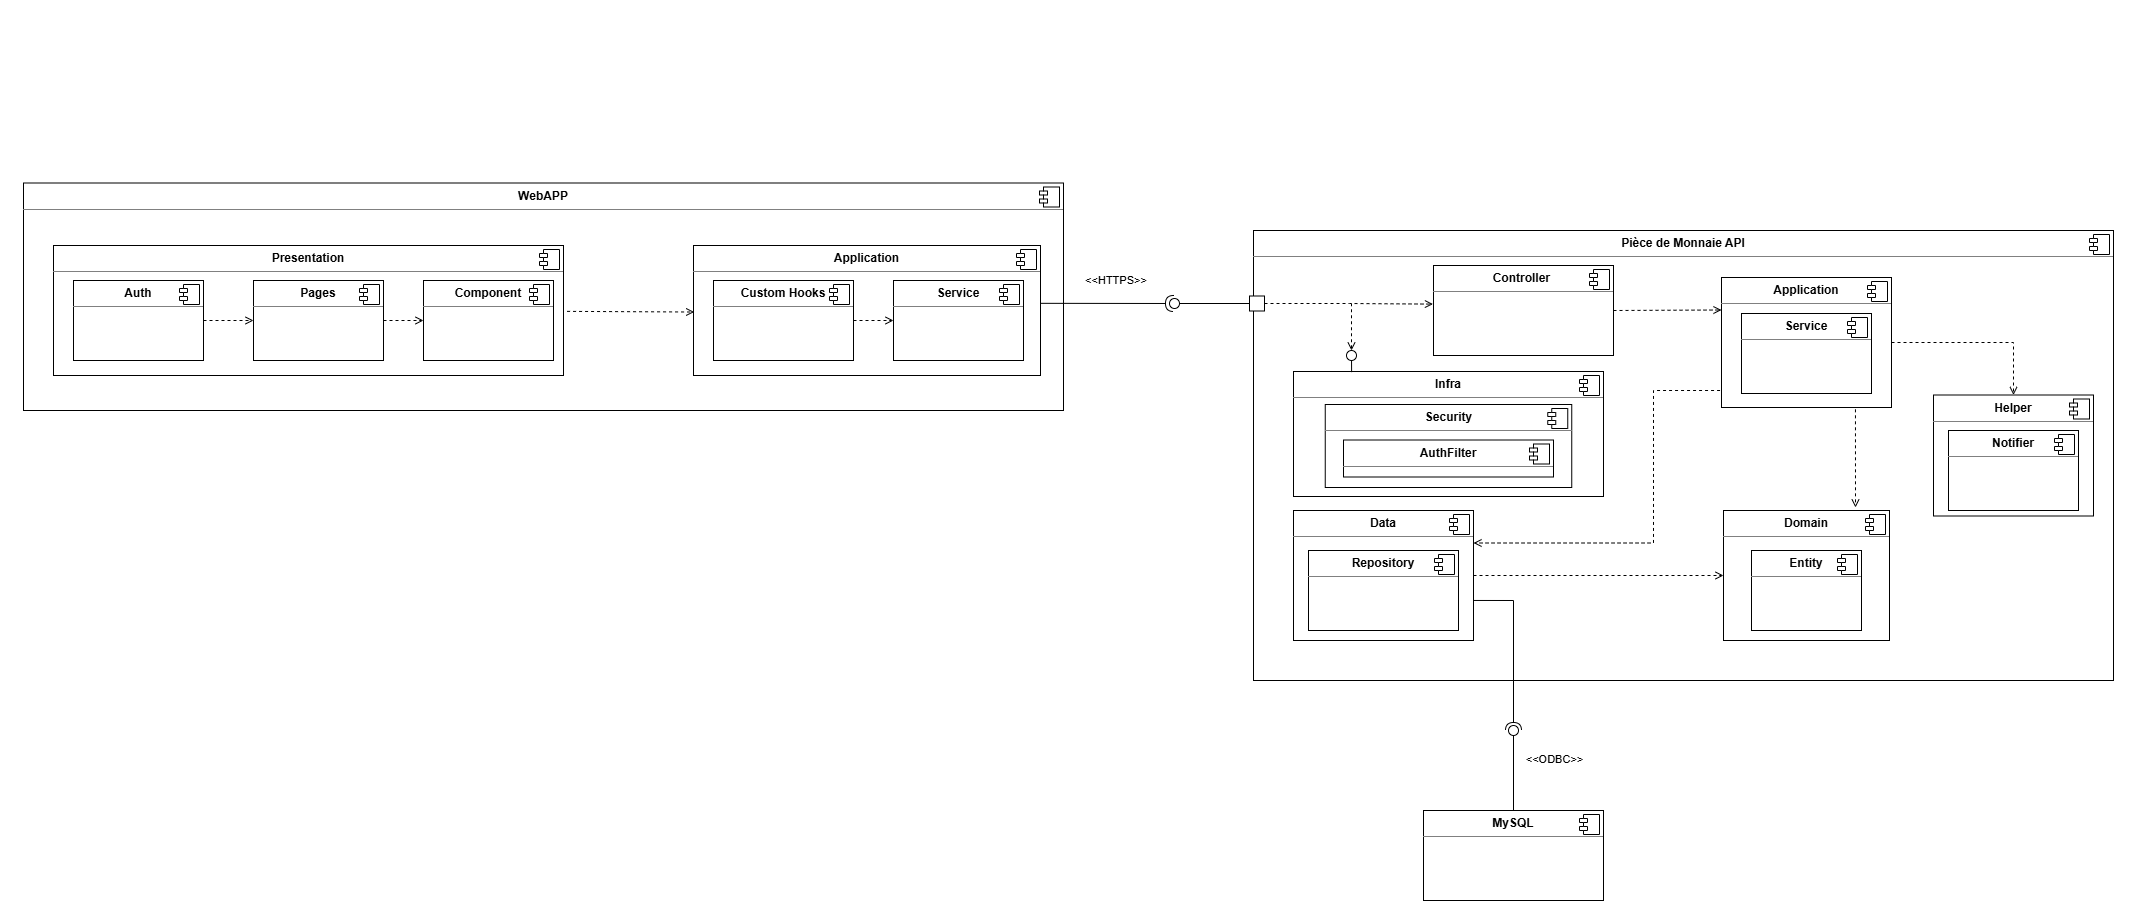 WebAPP
Presentation
Auth
Pages
Component
Application
Custom Hooks
Service
<<HTTPS>>
Pièce de Monnaie API
Controller
Application
Service
Infra
Security
AuthFilter
Helper
Notifier
Data
Repository
Domain
Entity
<<ODBC>>
MySQL